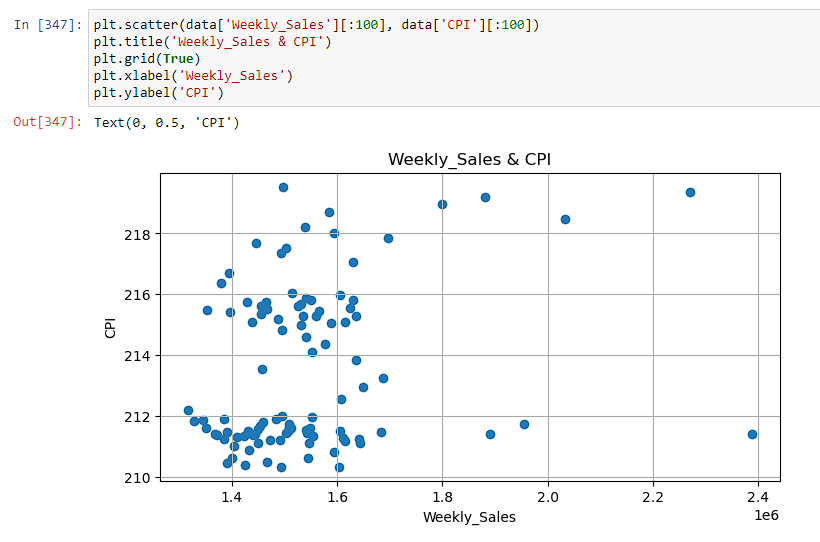 In [347]: plt.scatter(data['Weekly_Sales'][:100], data['CPI'][:100])
plt.title('Weekly_Sales & CPI')
plt.grid(True)
plt.xlabel('Weekly_Sales')
plt.ylabel('CPI')
Out[347]: Text(0, 0.5, 'CPI')
Weekly_Sales & CPI
218
216
214
212
210
CPI
1.4 1.6 1.8 2.0 2.2 2.4
Weekly_Sales
1e6